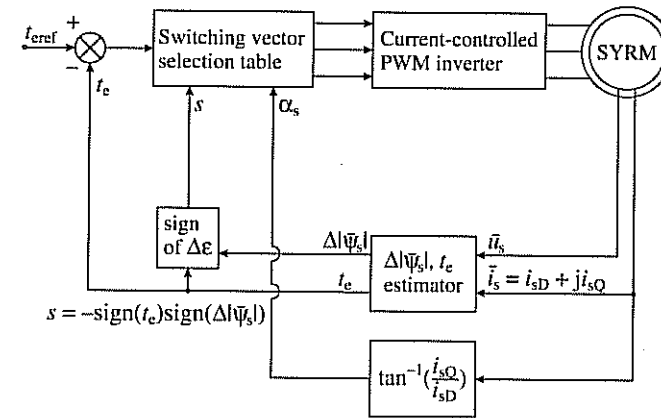 t_eref
+
−
t_e
Switching vector
selection table
Current-controlled
PWM inverter
SYRM
s
α_s
sign
of Δε
Δ|ψ̄_s|
t_e
Δ|ψ̄_s|, t_e
estimator
ū_s
ī_s = i_sD + ji_sQ
s = −sign(t_e)sign(Δ|ψ̄_s|)
tan⁻¹(i_sQ/i_sD)